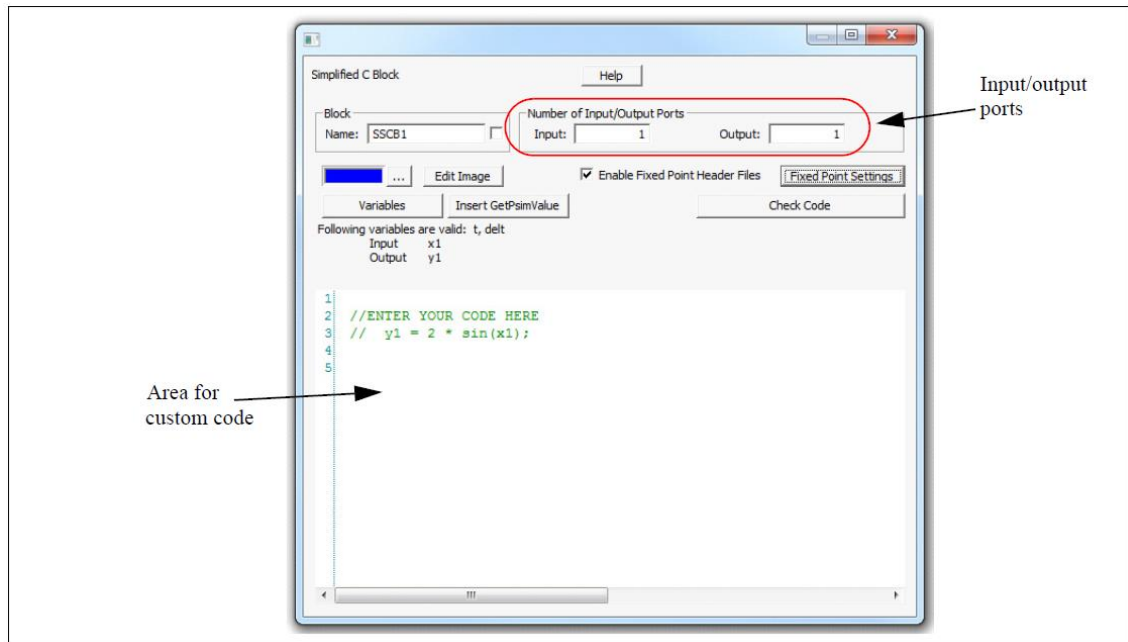 Simplified C Block
Help
Input/output
ports
Block
Number of Input/Output Ports
Name: SSCB1
Input: 1
Output: 1
...
Edit Image
Enable Fixed Point Header Files
Fixed Point Settings
Variables
Insert GetPsimValue
Check Code
Following variables are valid: t, delt
Input x1
Output y1
1
2 //ENTER YOUR CODE HERE
3 // y1 = 2 * sin(x1);
4
5
Area for
custom code